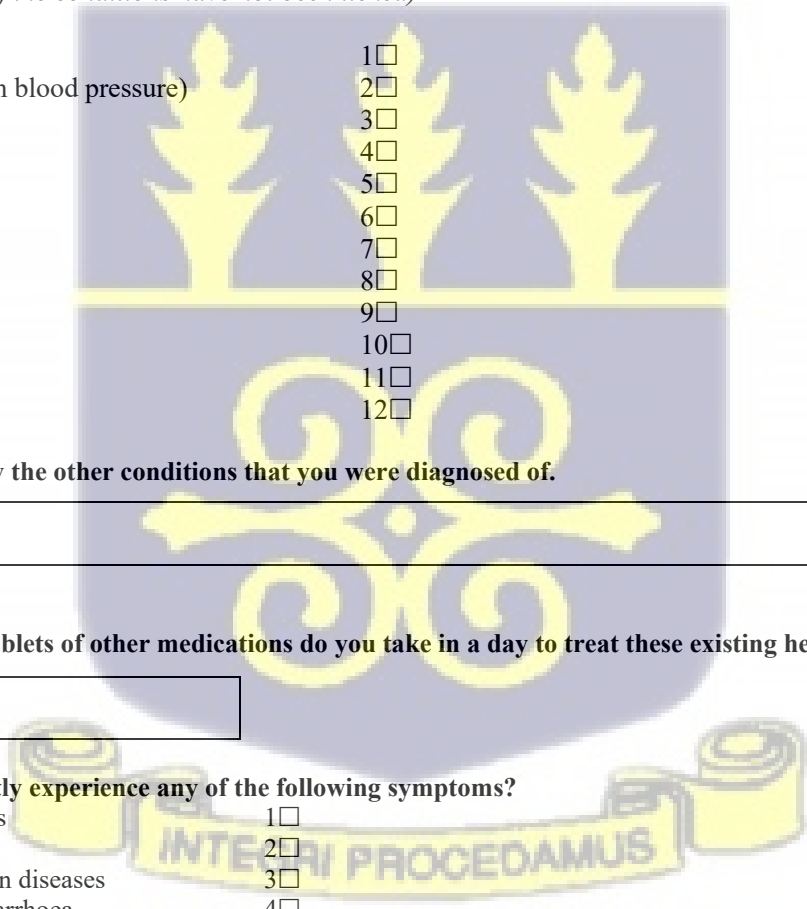 1☐
blood pressure) 2☐
3☐
4☐
5☐
6☐
7☐
8☐
9☐
10☐
11☐
12☐
the other conditions that you were diagnosed of.
blets of other medications do you take in a day to treat these existing he
tly experience any of the following symptoms?
s 1☐
2☐
n diseases 3☐
4☐
INTEGRI PROCEDAMUS